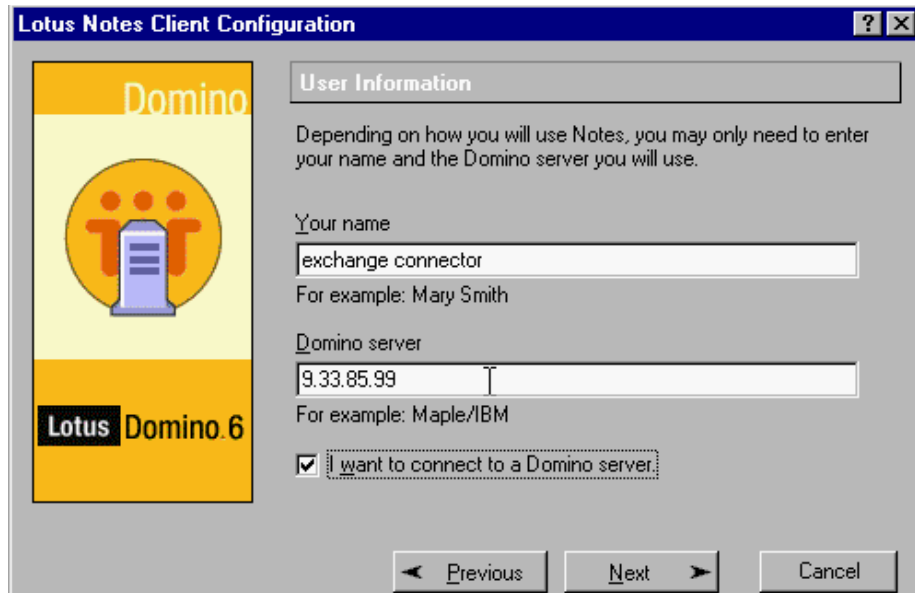 Lotus Notes Client Configuration
Domino
Lotus Domino.6
User Information
Depending on how you will use Notes, you may only need to enter
your name and the Domino server you will use.
Your name
exchange connector
For example: Mary Smith
Domino server
9.33.85.99
For example: Maple/IBM
I want to connect to a Domino server.
Previous
Next
Cancel